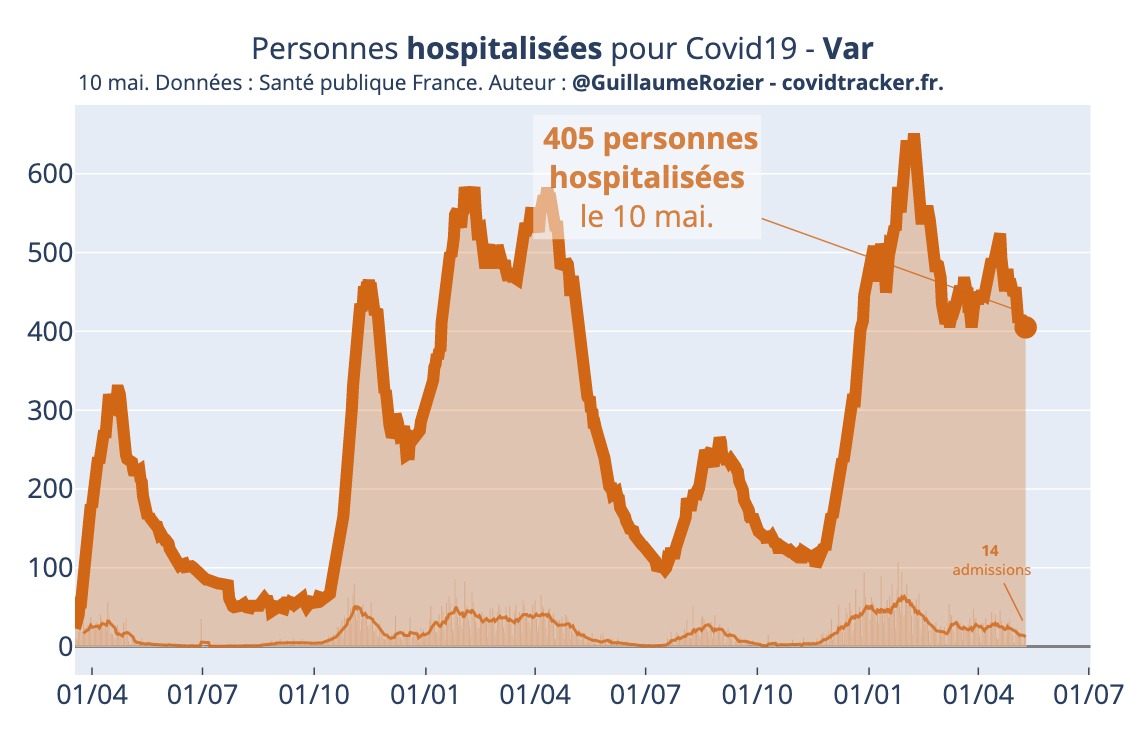 Personnes hospitalisées pour Covid19 - Var
10 mai. Données : Santé publique France. Auteur : @GuillaumeRozier - covidtracker.fr.
405 personnes
hospitalisées
le 10 mai.
600
500
400
300
200
100
0
14
admissions
01/04 01/07 01/10 01/01 01/04 01/07 01/10 01/01 01/04 01/07